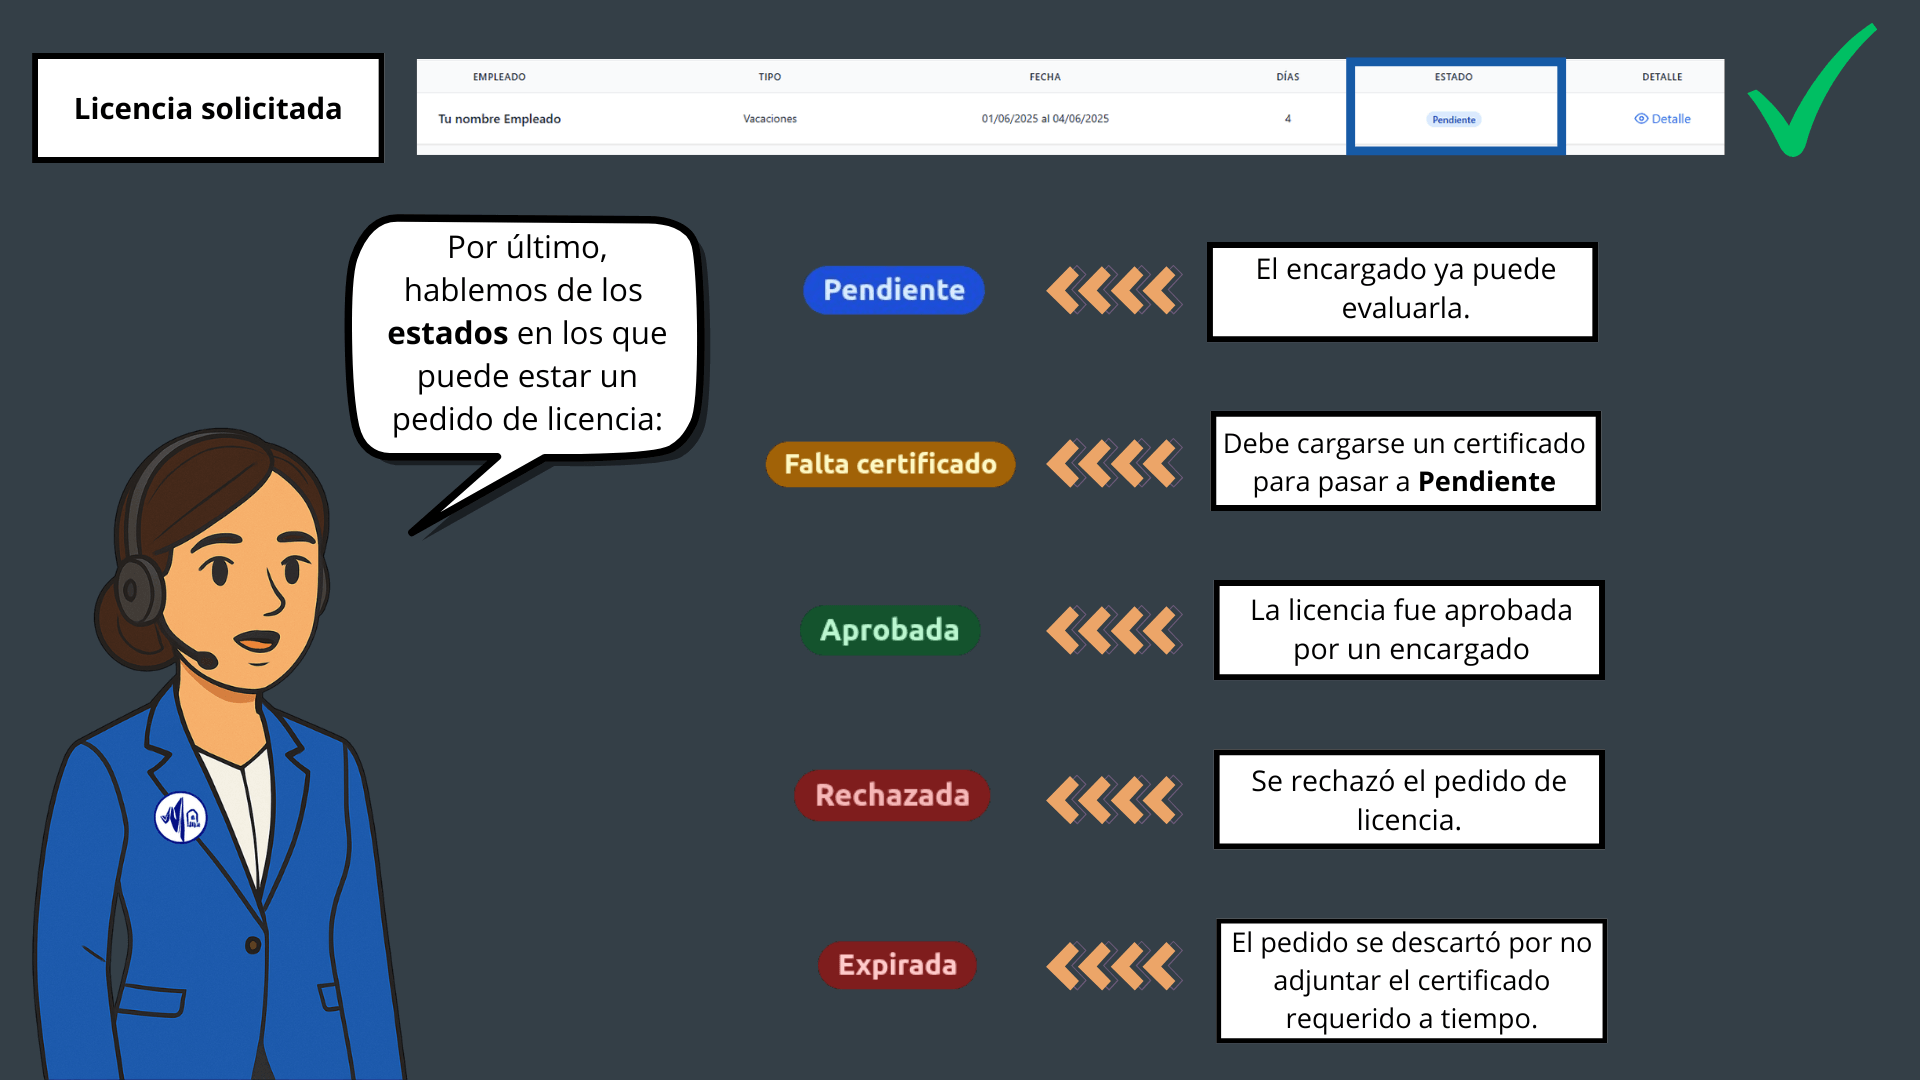 Licencia solicitada
EMPLEADO TIPO FECHA DÍAS ESTADO DETALLE
Tu nombre Empleado Vacaciones 01/06/2025 al 04/06/2025 4 Pendiente Detalle
Por último,
hablemos de los
estados en los que
puede estar un
pedido de licencia:
Pendiente
El encargado ya puede
evaluarla.
Falta certificado
Debe cargarse un certificado
para pasar a Pendiente
Aprobada
La licencia fue aprobada
por un encargado
Rechazada
Se rechazó el pedido de
licencia.
Expirada
El pedido se descartó por no
adjuntar el certificado
requerido a tiempo.